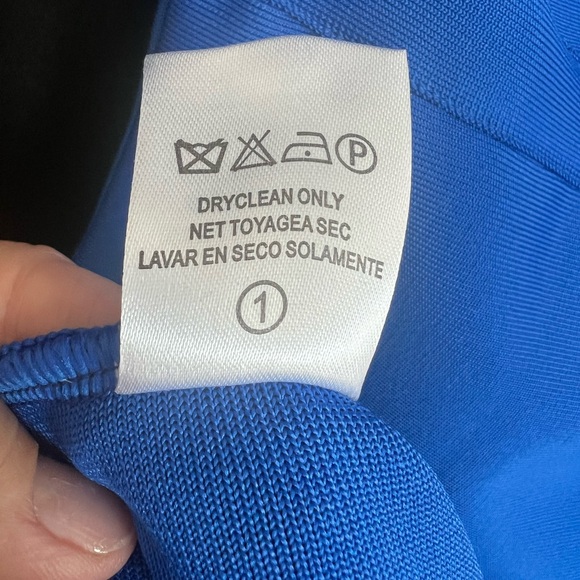 P
DRYCLEAN ONLY
NET TOYAGEA SEC
LAVAR EN SECO SOLAMENTE
1